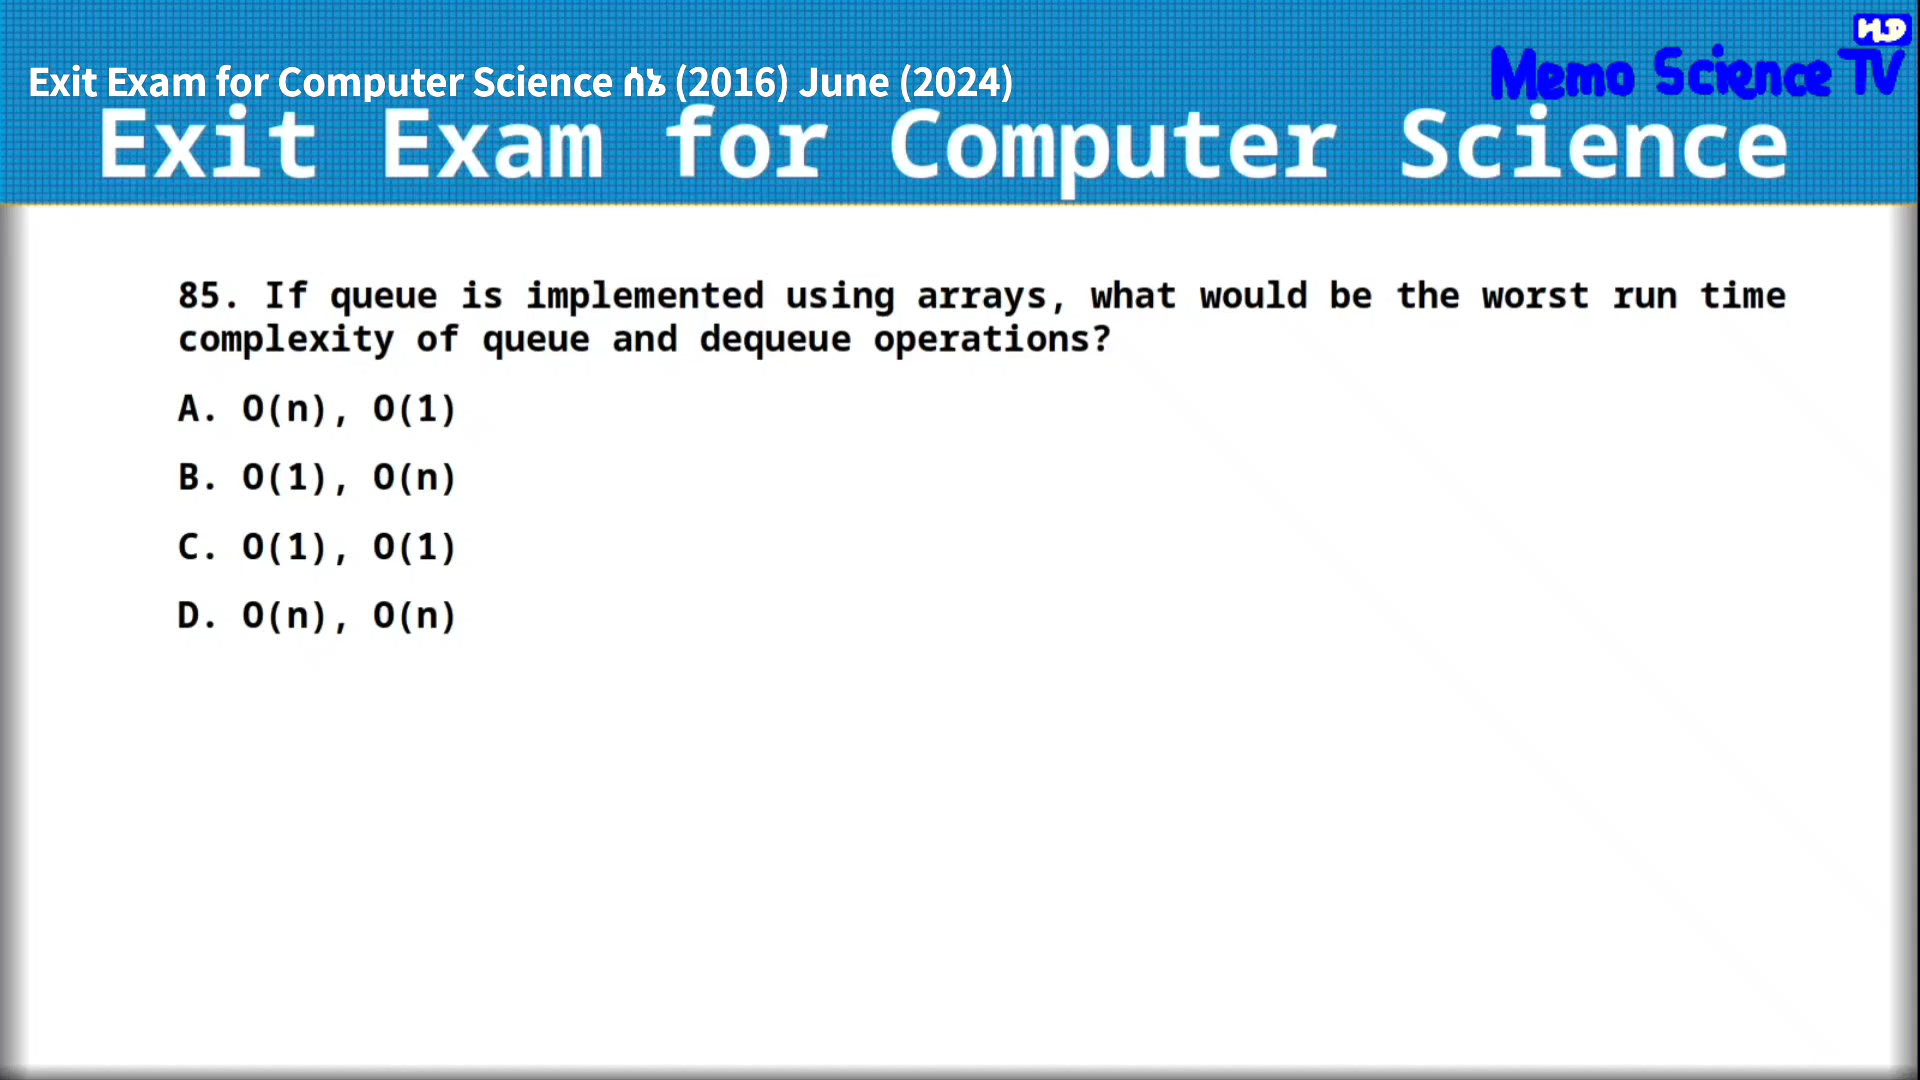 HD
Memo Science TV
Exit Exam for Computer Science ሰኔ (2016) June (2024)
Exit Exam for Computer Science
85. If queue is implemented using arrays, what would be the worst run time
complexity of queue and dequeue operations?
A. O(n), O(1)
B. O(1), O(n)
C. O(1), O(1)
D. O(n), O(n)